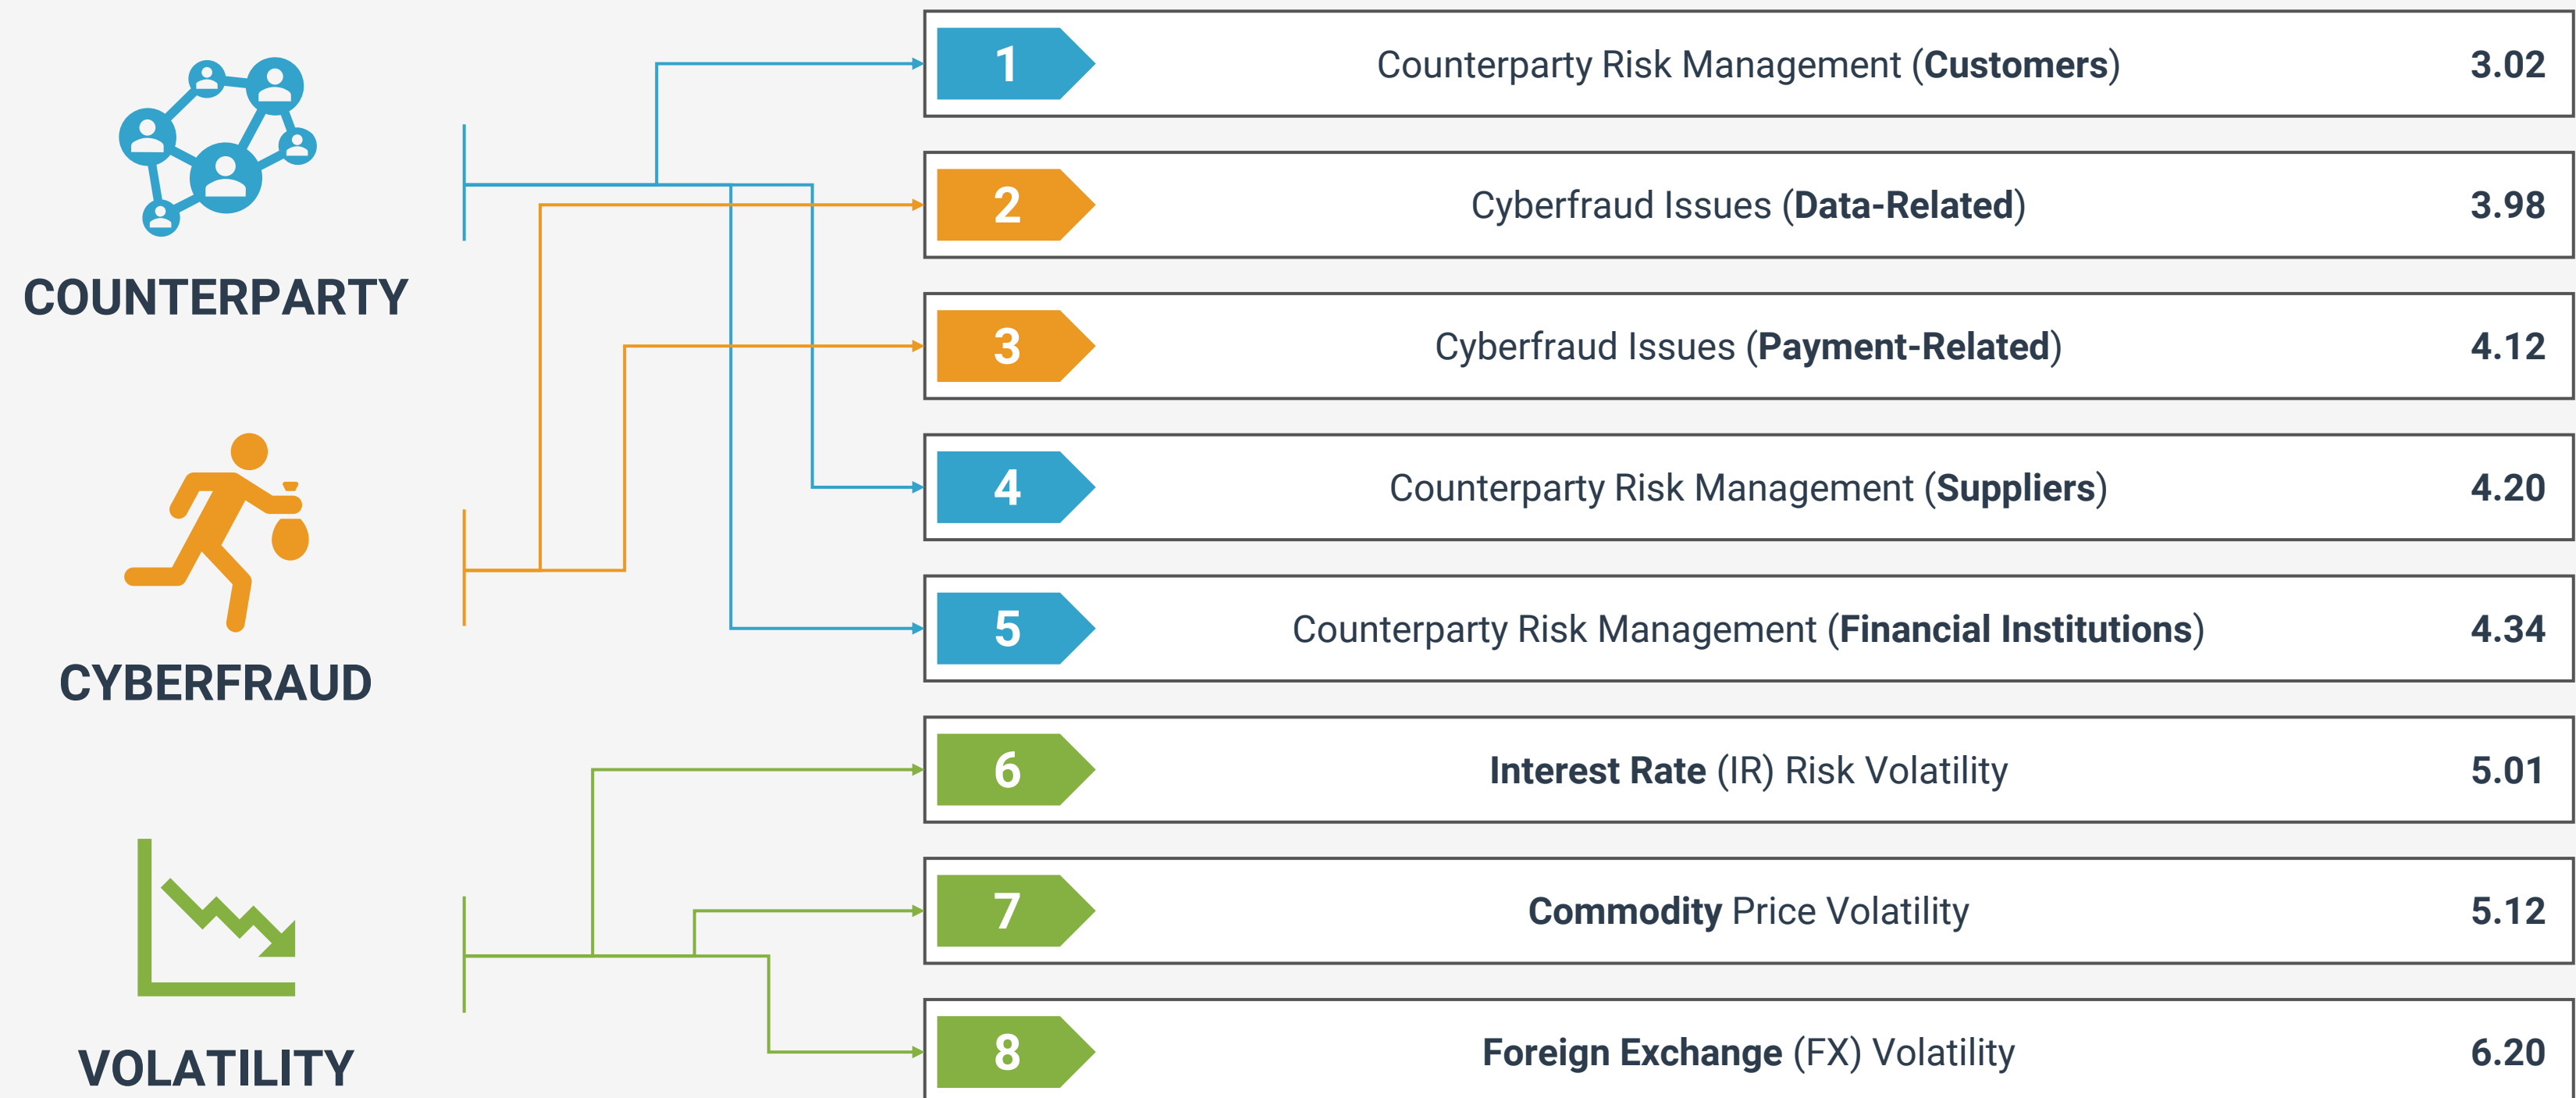 COUNTERPARTY
CYBERFRAUD
VOLATILITY
1 Counterparty Risk Management (Customers) 3.02
2 Cyberfraud Issues (Data-Related) 3.98
3 Cyberfraud Issues (Payment-Related) 4.12
4 Counterparty Risk Management (Suppliers) 4.20
5 Counterparty Risk Management (Financial Institutions) 4.34
6 Interest Rate (IR) Risk Volatility 5.01
7 Commodity Price Volatility 5.12
8 Foreign Exchange (FX) Volatility 6.20